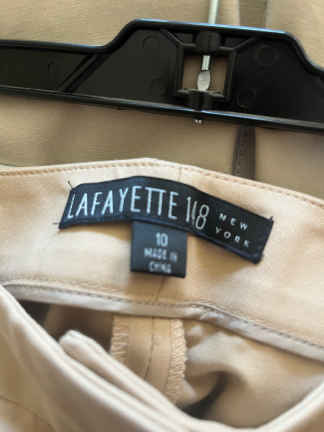 LAFAYETTE 148 NEW YORK
10
MADE IN
CHINA